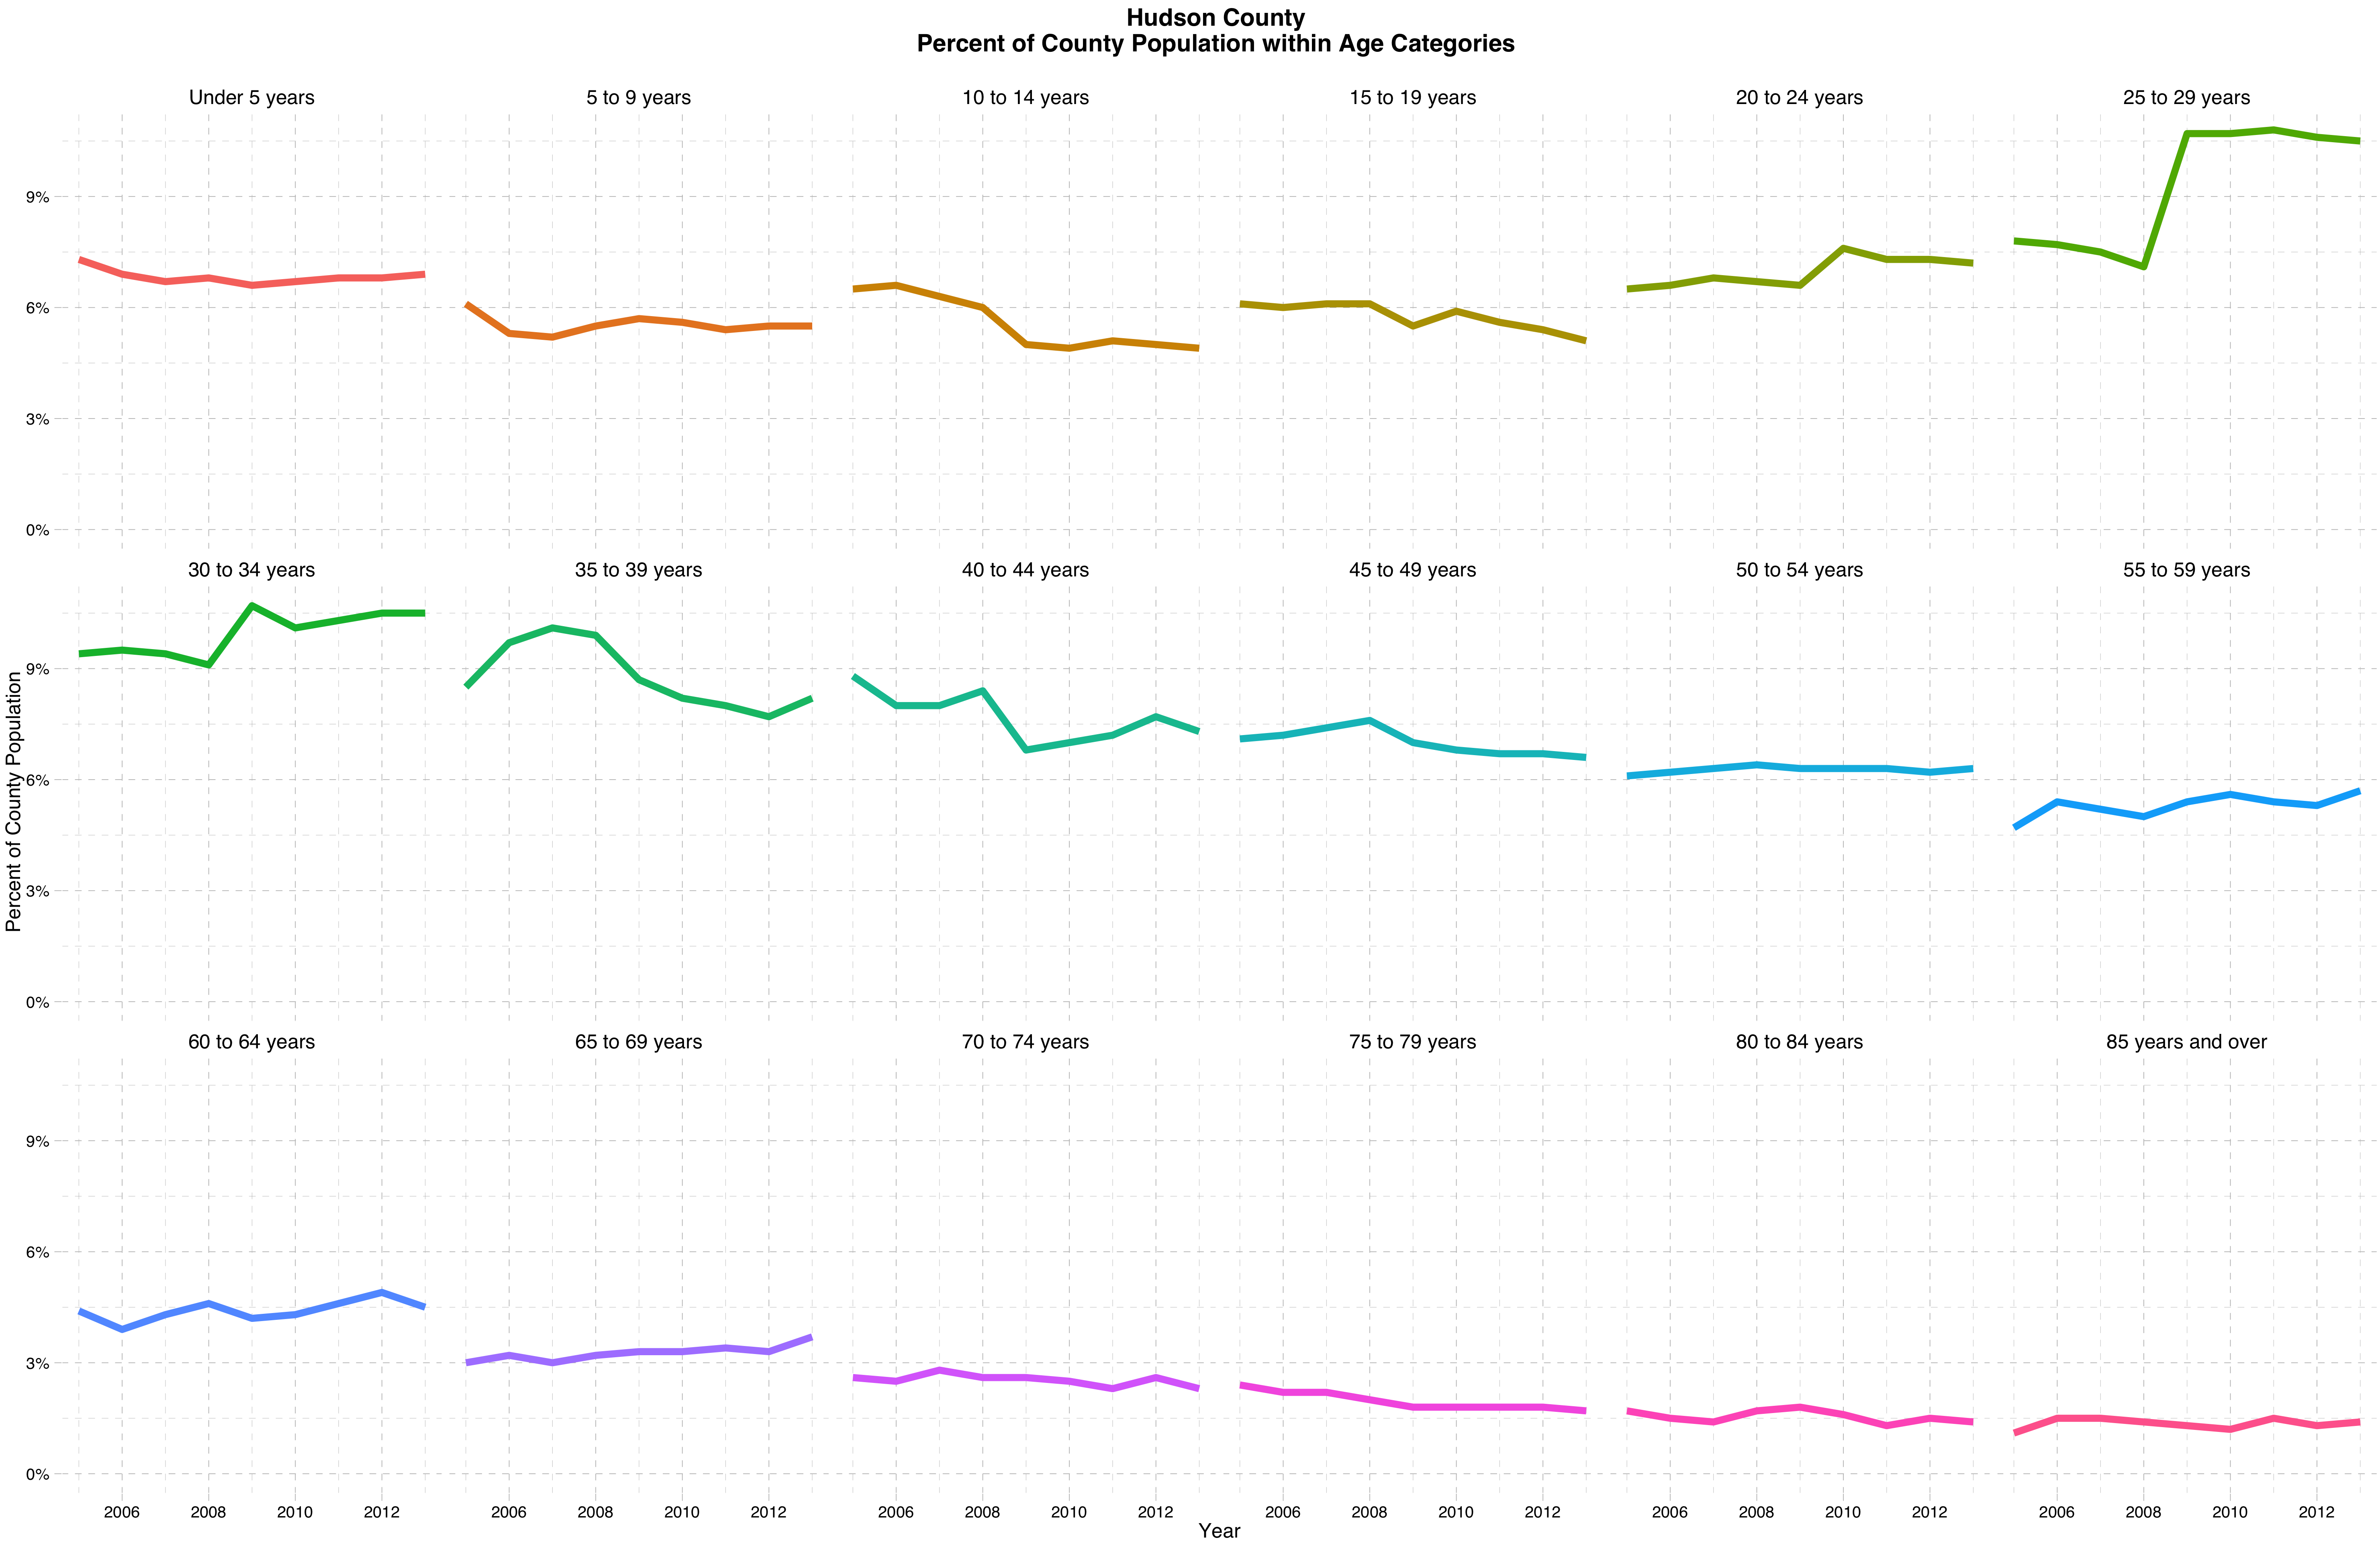 Hudson County
Percent of County Population within Age Categories
Under 5 years
5 to 9 years
10 to 14 years
15 to 19 years
20 to 24 years
25 to 29 years
9%
6%
3%
0%
30 to 34 years
35 to 39 years
40 to 44 years
45 to 49 years
50 to 54 years
55 to 59 years
Percent of County Population
9%
6%
3%
0%
60 to 64 years
65 to 69 years
70 to 74 years
75 to 79 years
80 to 84 years
85 years and over
9%
6%
3%
0%
2006 2008 2010 2012
2006 2008 2010 2012
2006 2008 2010 2012
2006 2008 2010 2012
2006 2008 2010 2012
2006 2008 2010 2012
Year